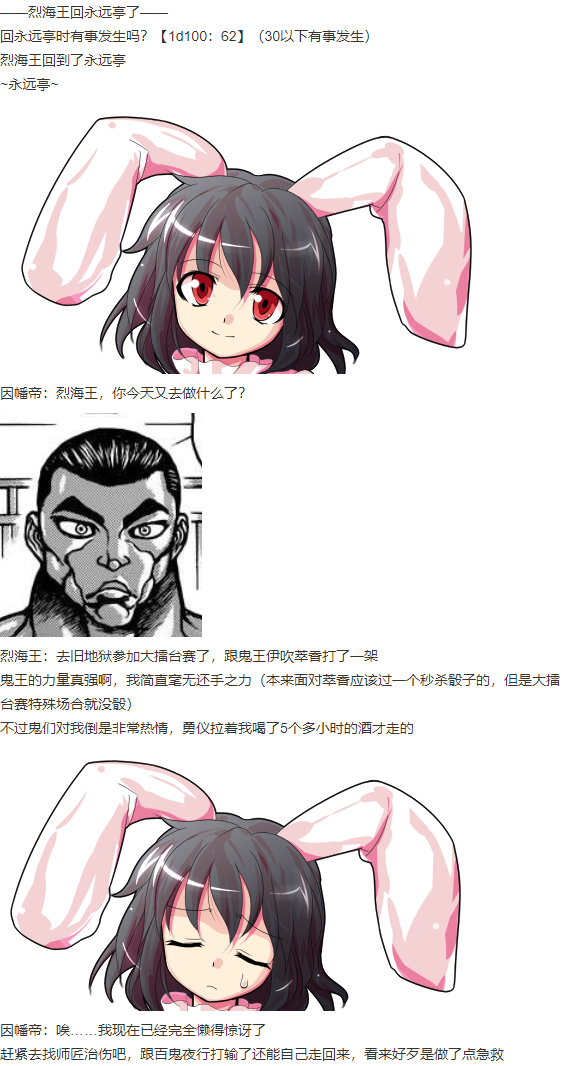 ——烈海王回永远亭了——
回永远亭时有事发生吗？【1d100：62】（30以下有事发生）
烈海王回到了永远亭
~永远亭~
因幡帝：烈海王，你今天又去做什么了？
烈海王：去旧地狱参加大擂台赛了，跟鬼王伊吹萃香打了一架
鬼王的力量真强啊，我简直毫无还手之力（本来面对萃香应该过一个秒杀骰子的，但是大擂
台赛特殊场合就没骰）
不过鬼们对我倒是非常热情，勇仪拉着我喝了5个多小时的酒才走的
因幡帝：唉……我现在已经完全懒得惊讶了
赶紧去找师匠治伤吧，跟百鬼夜行打输了还能自己走回来，看来好歹是做了点急救